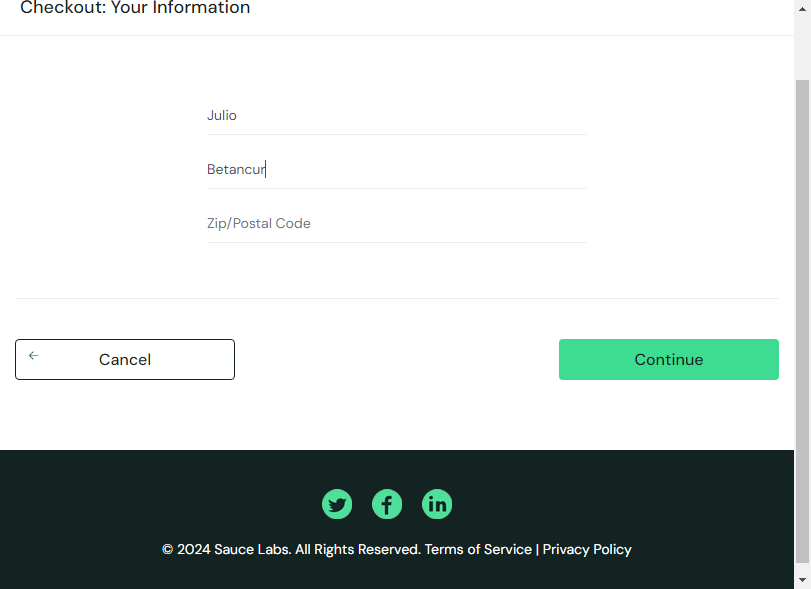 Checkout: Your Information
Julio
Betancur
Zip/Postal Code
Cancel
Continue
© 2024 Sauce Labs. All Rights Reserved. Terms of Service | Privacy Policy